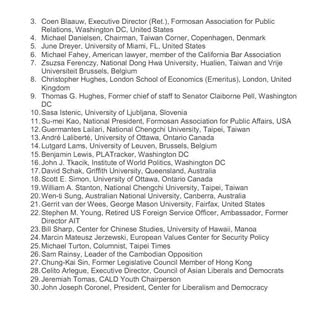 3. Coen Blaauw, Executive Director (Ret.), Formosan Association for Public
Relations, Washington DC, United States
4. Michael Danielsen, Chairman, Taiwan Corner, Copenhagen, Denmark
5. June Dreyer, University of Miami, FL, United States
6. Michael Fahey, American lawyer, member of the California Bar Association
7. Zsuzsa Ferenczy, National Dong Hwa University, Hualien, Taiwan and Vrije
Universiteit Brussels, Belgium
8. Christopher Hughes, London School of Economics (Emeritus), London, United
Kingdom
9. Thomas G. Hughes, Former chief of staff to Senator Claiborne Pell, Washington
DC
10. Sasa Istenic, University of Ljubljana, Slovenia
11. Su-mei Kao, National President, Formosan Association for Public Affairs, USA
12. Guermantes Lailari, National Chengchi University, Taipei, Taiwan
13. André Laliberté, University of Ottawa, Ontario Canada
14. Lutgard Lams, University of Leuven, Brussels, Belgium
15. Benjamin Lewis, PLATracker, Washington DC
16. John J. Tkacik, Institute of World Politics, Washington DC
17. David Schak, Griffith University, Queensland, Australia
18. Scott E. Simon, University of Ottawa, Ontario Canada
19. William A. Stanton, National Chengchi University, Taipei, Taiwan
20. Wen-ti Sung, Australian National University, Canberra, Australia
21. Gerrit van der Wees, George Mason University, Fairfax, United States
22. Stephen M. Young, Retired US Foreign Service Officer, Ambassador, Former
Director AIT
23. Bill Sharp, Center for Chinese Studies, University of Hawaii, Manoa
24. Marcin Mateusz Jerzewski, European Values Center for Security Policy
25. Michael Turton, Columnist, Taipei Times
26. Sam Rainsy, Leader of the Cambodian Opposition
27. Chung-Kai Sin, Former Legislative Council Member of Hong Kong
28. Celito Arlegue, Executive Director, Council of Asian Liberals and Democrats
29. Jeremiah Tomas, CALD Youth Chairperson
30. John Joseph Coronel, President, Center for Liberalism and Democracy